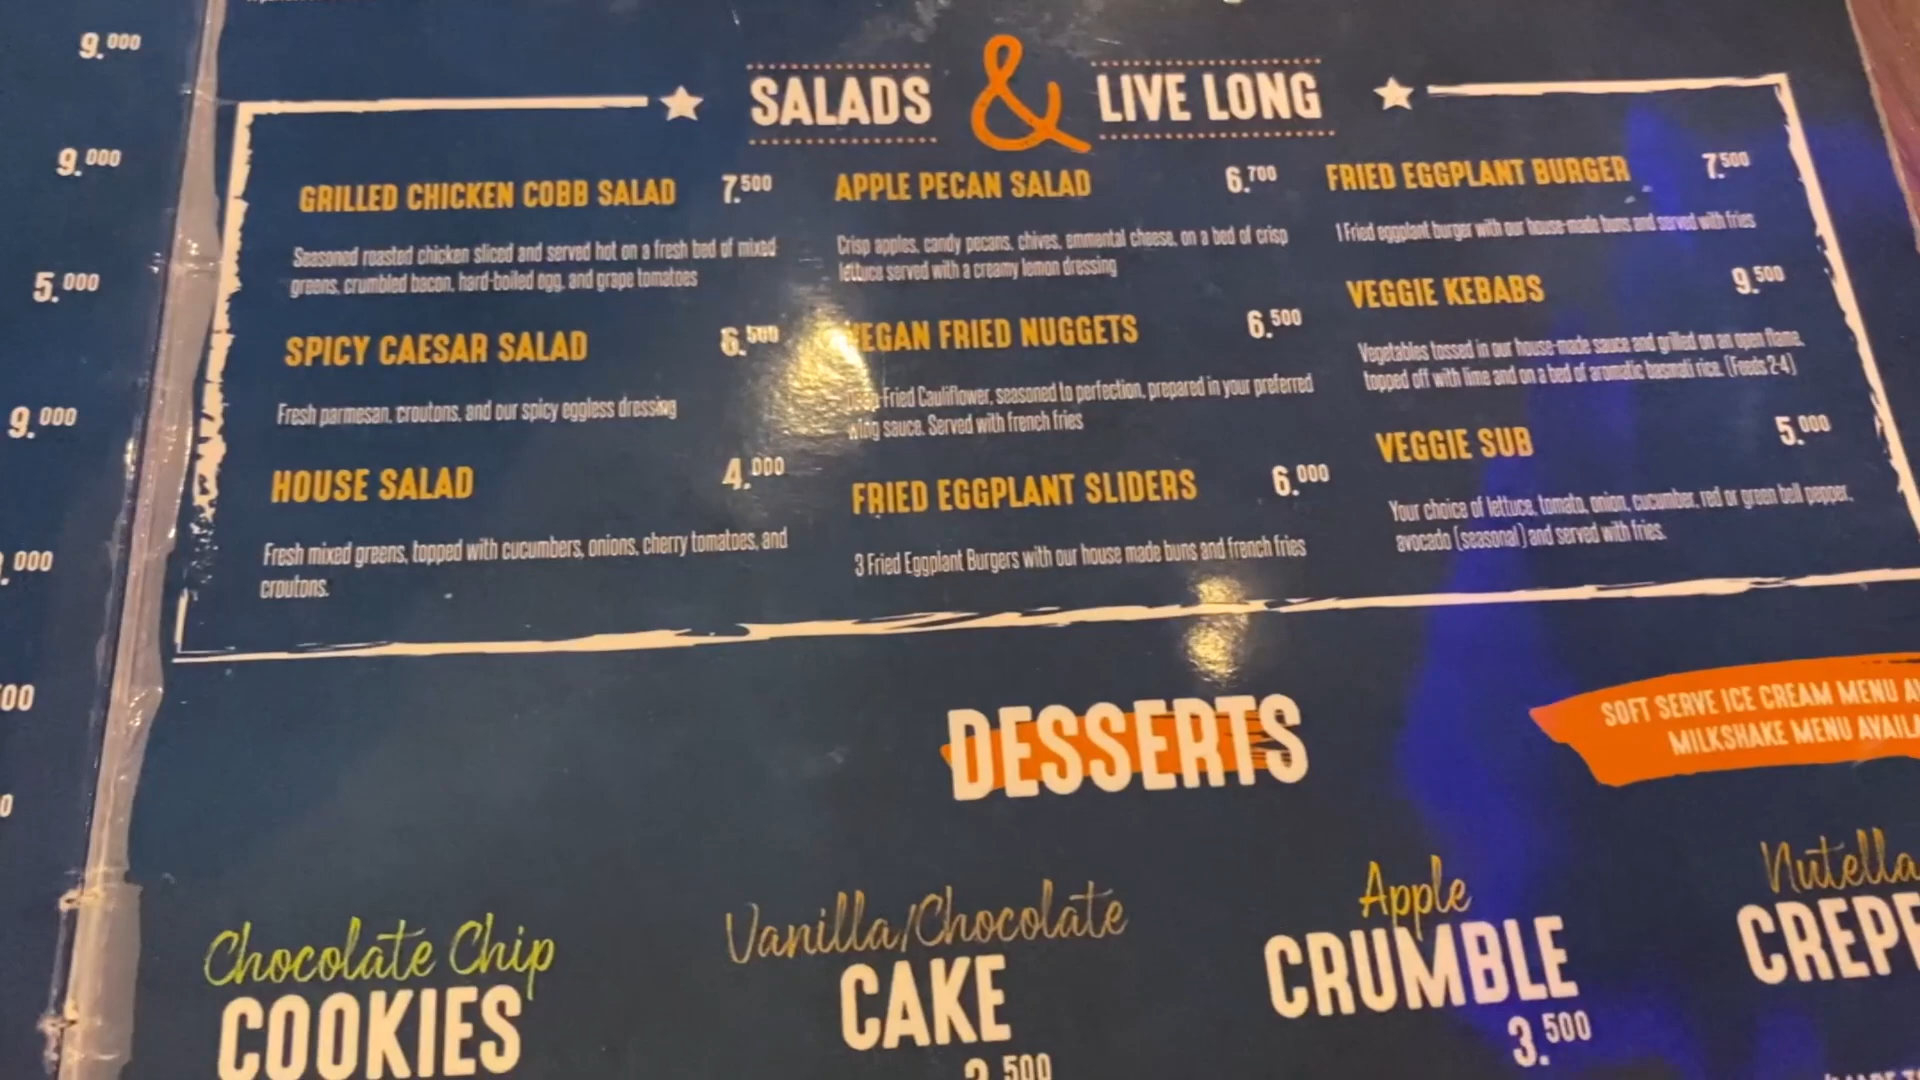 9.000
9.000
5.000
9.000
.000
00
0
SALADS & LIVE LONG
GRILLED CHICKEN COBB SALAD 7.500
Seasoned roasted chicken sliced and served hot on a fresh bed of mixed
greens, crumbled bacon, hard-boiled egg, and grape tomatoes
SPICY CAESAR SALAD 6.500
Fresh parmesan, croutons, and our spicy eggless dressing
HOUSE SALAD 4.000
Fresh mixed greens, topped with cucumbers, onions, cherry tomatoes, and
croutons.
APPLE PECAN SALAD 6.700
Crisp apples, candy pecans, chives, emmental cheese, on a bed of crisp
lettuce served with a creamy lemon dressing
VEGAN FRIED NUGGETS 6.500
Fried Cauliflower, seasoned to perfection, prepared in your preferred
wing sauce. Served with french fries
FRIED EGGPLANT SLIDERS 6.000
3 Fried Eggplant Burgers with our house made buns and french fries
FRIED EGGPLANT BURGER 7.500
1 Fried eggplant burger with our house-made buns and served with fries
VEGGIE KEBABS 9.500
Vegetables tossed in our house-made sauce and grilled on an open flame,
topped off with lime and on a bed of aromatic basmati rice. (Feeds 2-4)
VEGGIE SUB 5.000
Your choice of lettuce, tomato, onion, cucumber, red or green bell pepper,
avocado (seasonal) and served with fries.
DESSERTS
SOFT SERVE ICE CREAM MENU AV
MILKSHAKE MENU AVAILA
Chocolate Chip
COOKIES
Vanilla/Chocolate
CAKE
.500
Apple
CRUMBLE
3.500
Nutella
CREPE